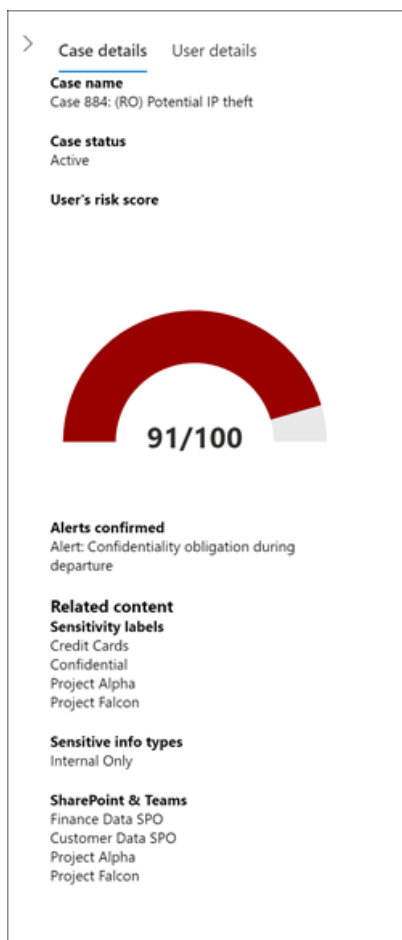 Case details User details
Case name
Case 884: (RO) Potential IP theft
Case status
Active
User's risk score
91/100
Alerts confirmed
Alert: Confidentiality obligation during
departure
Related content
Sensitivity labels
Credit Cards
Confidential
Project Alpha
Project Falcon
Sensitive info types
Internal Only
SharePoint & Teams
Finance Data SPO
Customer Data SPO
Project Alpha
Project Falcon